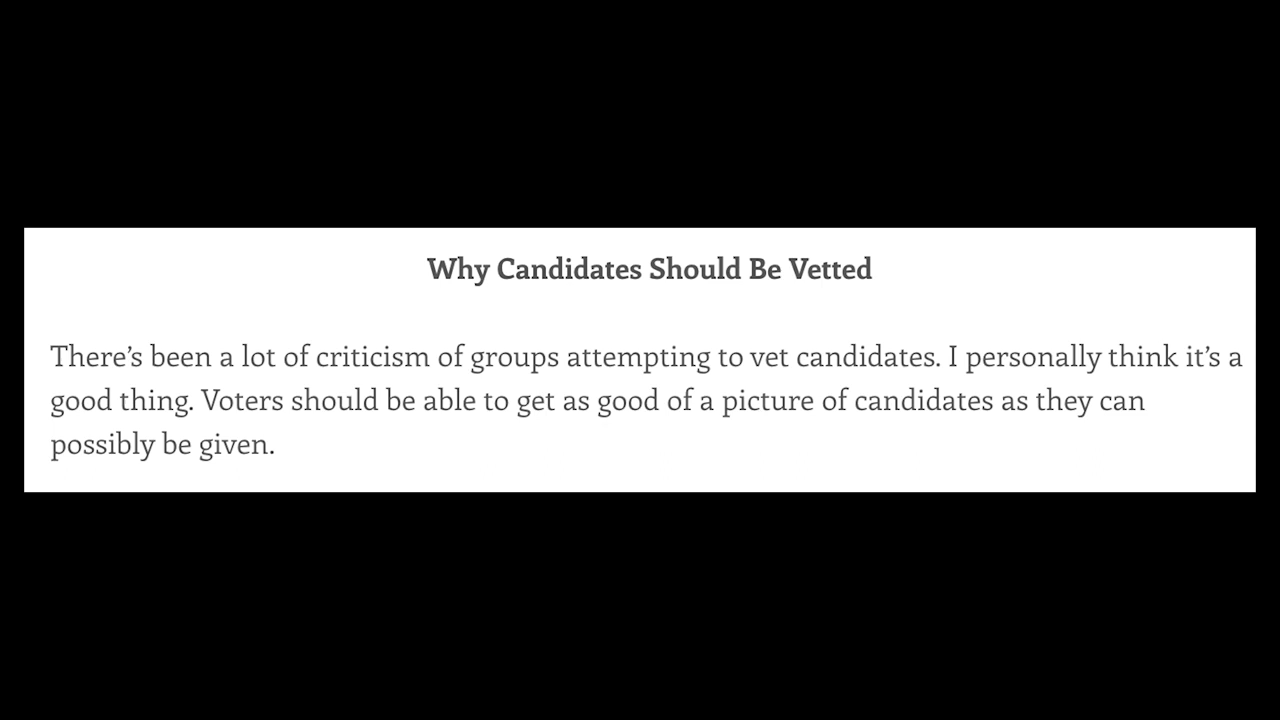 Why Candidates Should Be Vetted
There’s been a lot of criticism of groups attempting to vet candidates. I personally think it’s a
good thing. Voters should be able to get as good of a picture of candidates as they can
possibly be given.